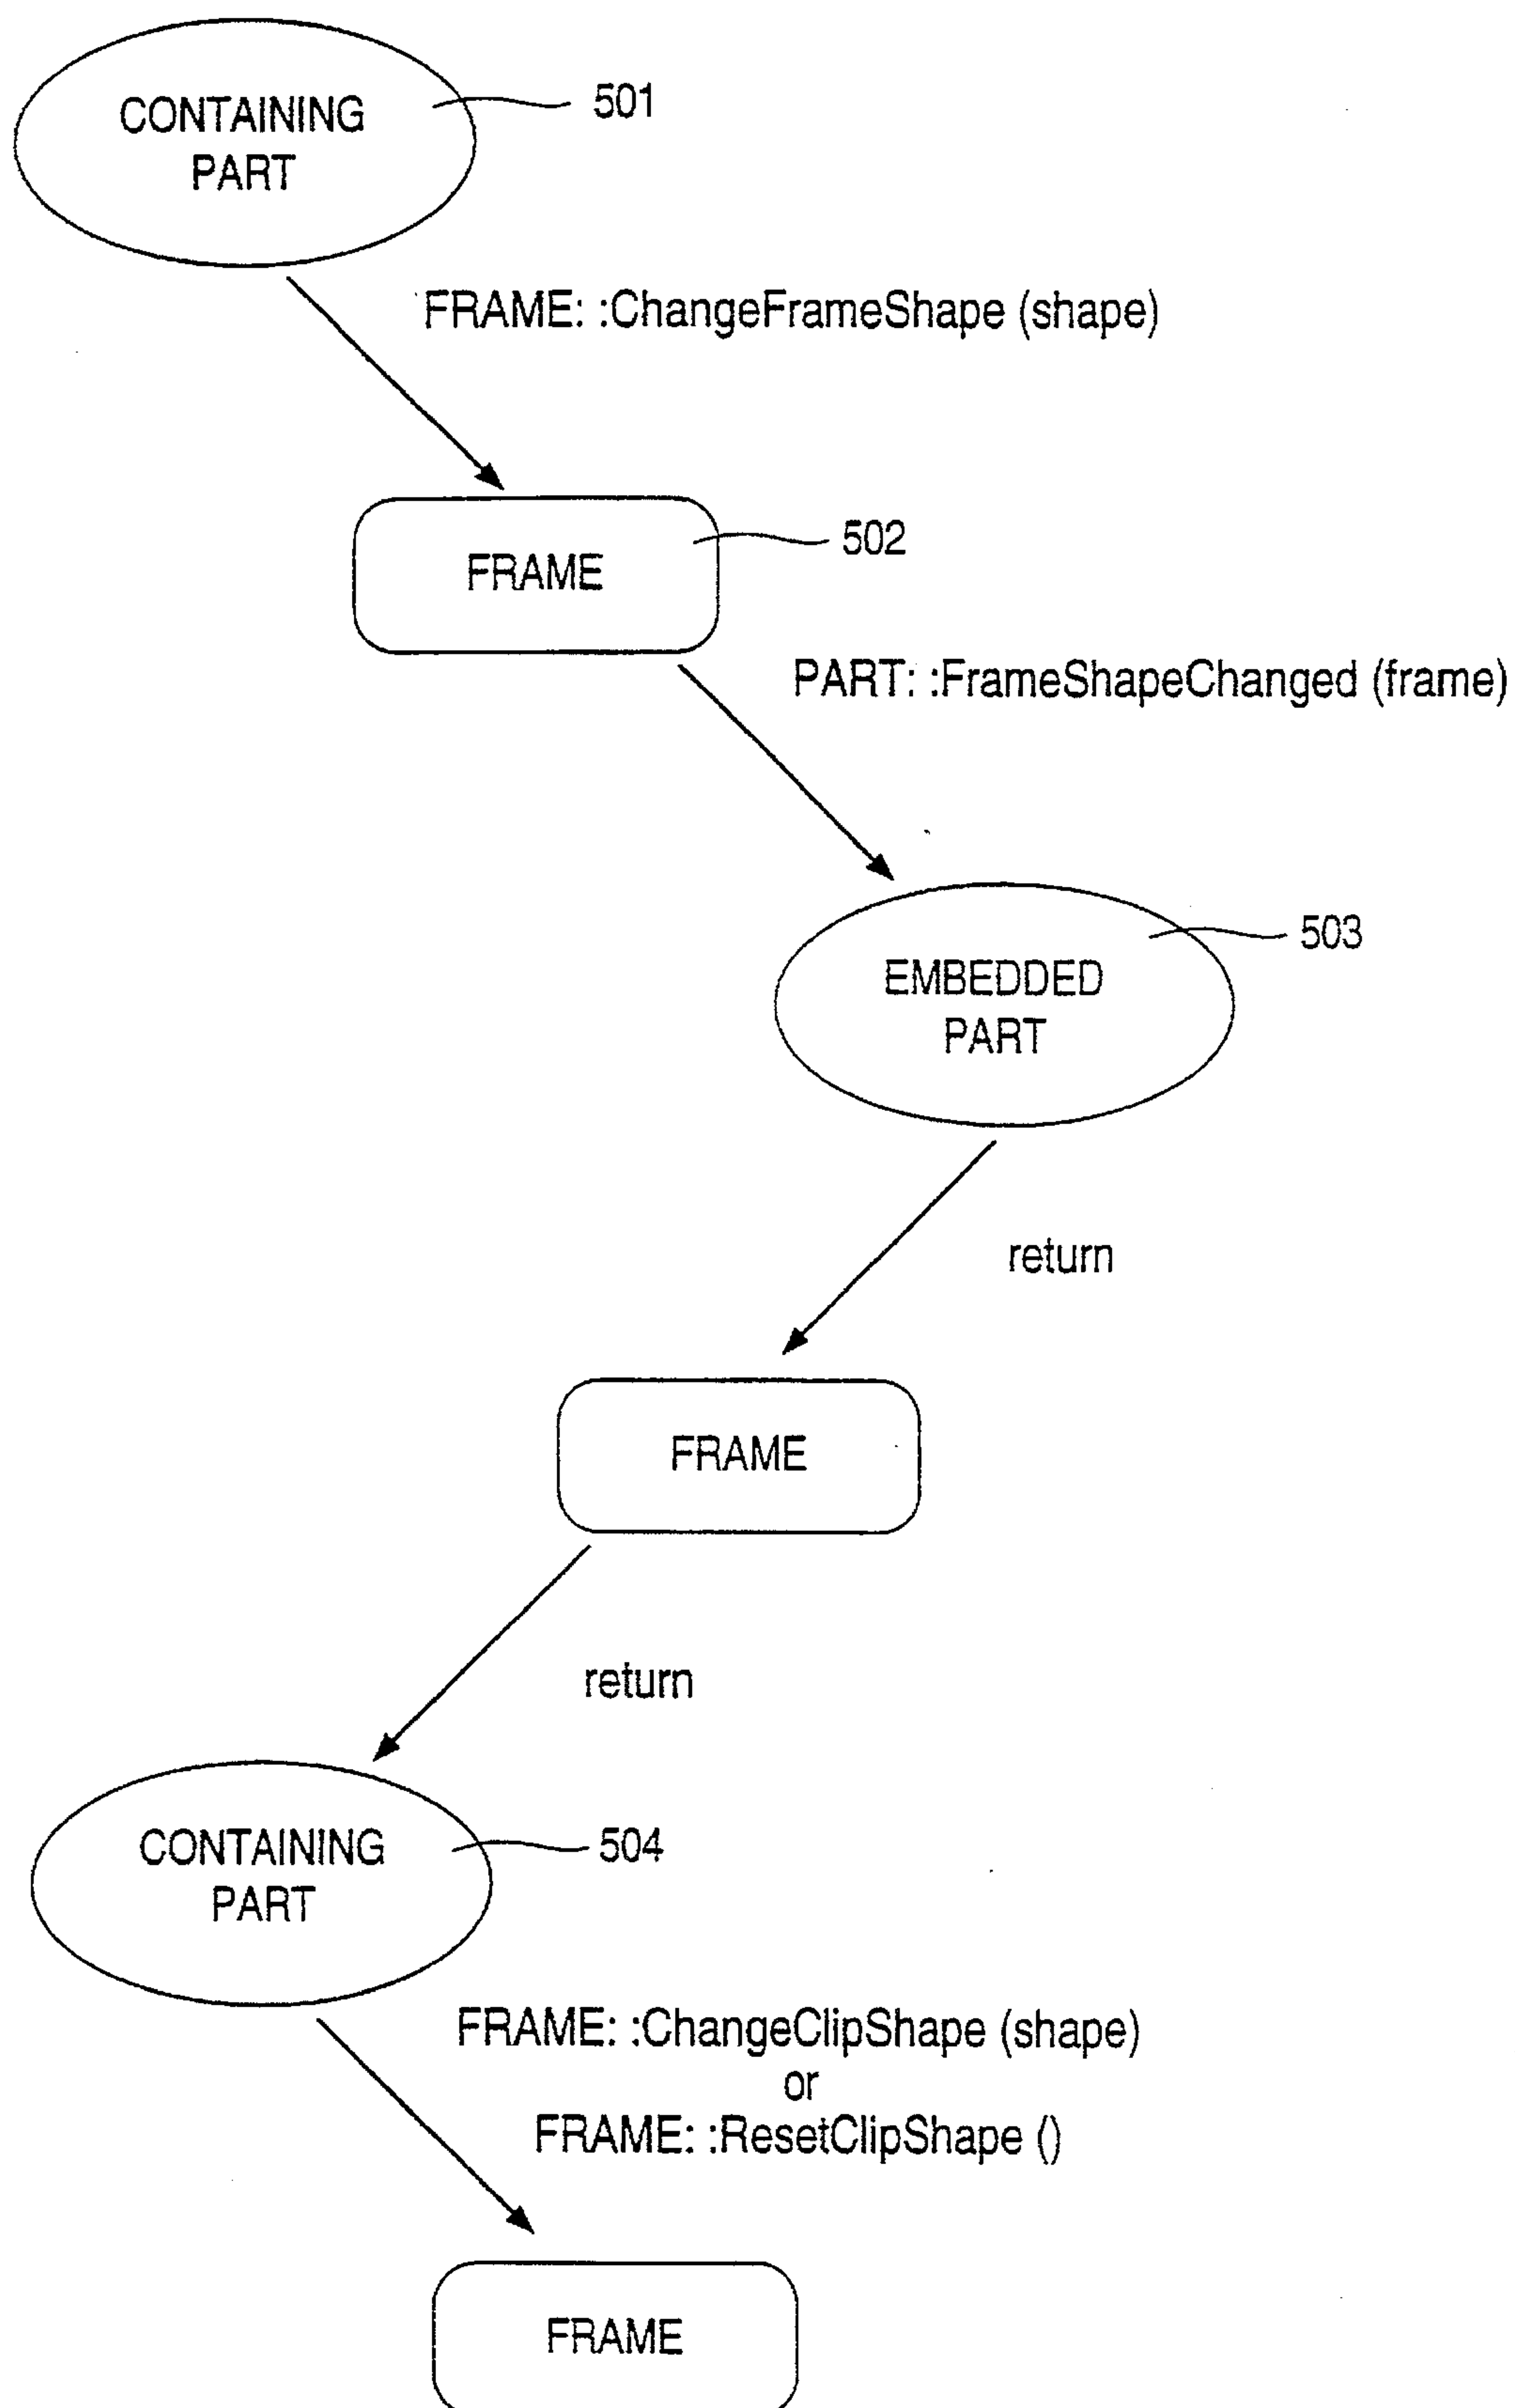 CONTAINING
PART
501
FRAME: :ChangeFrameShape (shape)
FRAME
502
PART: :FrameShapeChanged (frame)
EMBEDDED
PART
503
return
FRAME
return
CONTAINING
PART
504
FRAME: :ChangeClipShape (shape)
or
FRAME: :ResetClipShape ()
FRAME